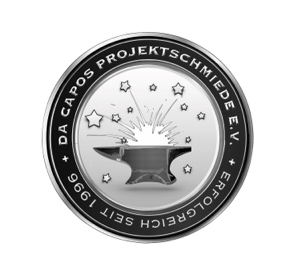 + DA CAPOS PROJEKTSCHMIEDE E.V.
+ ERFOLGREICH SEIT 1996